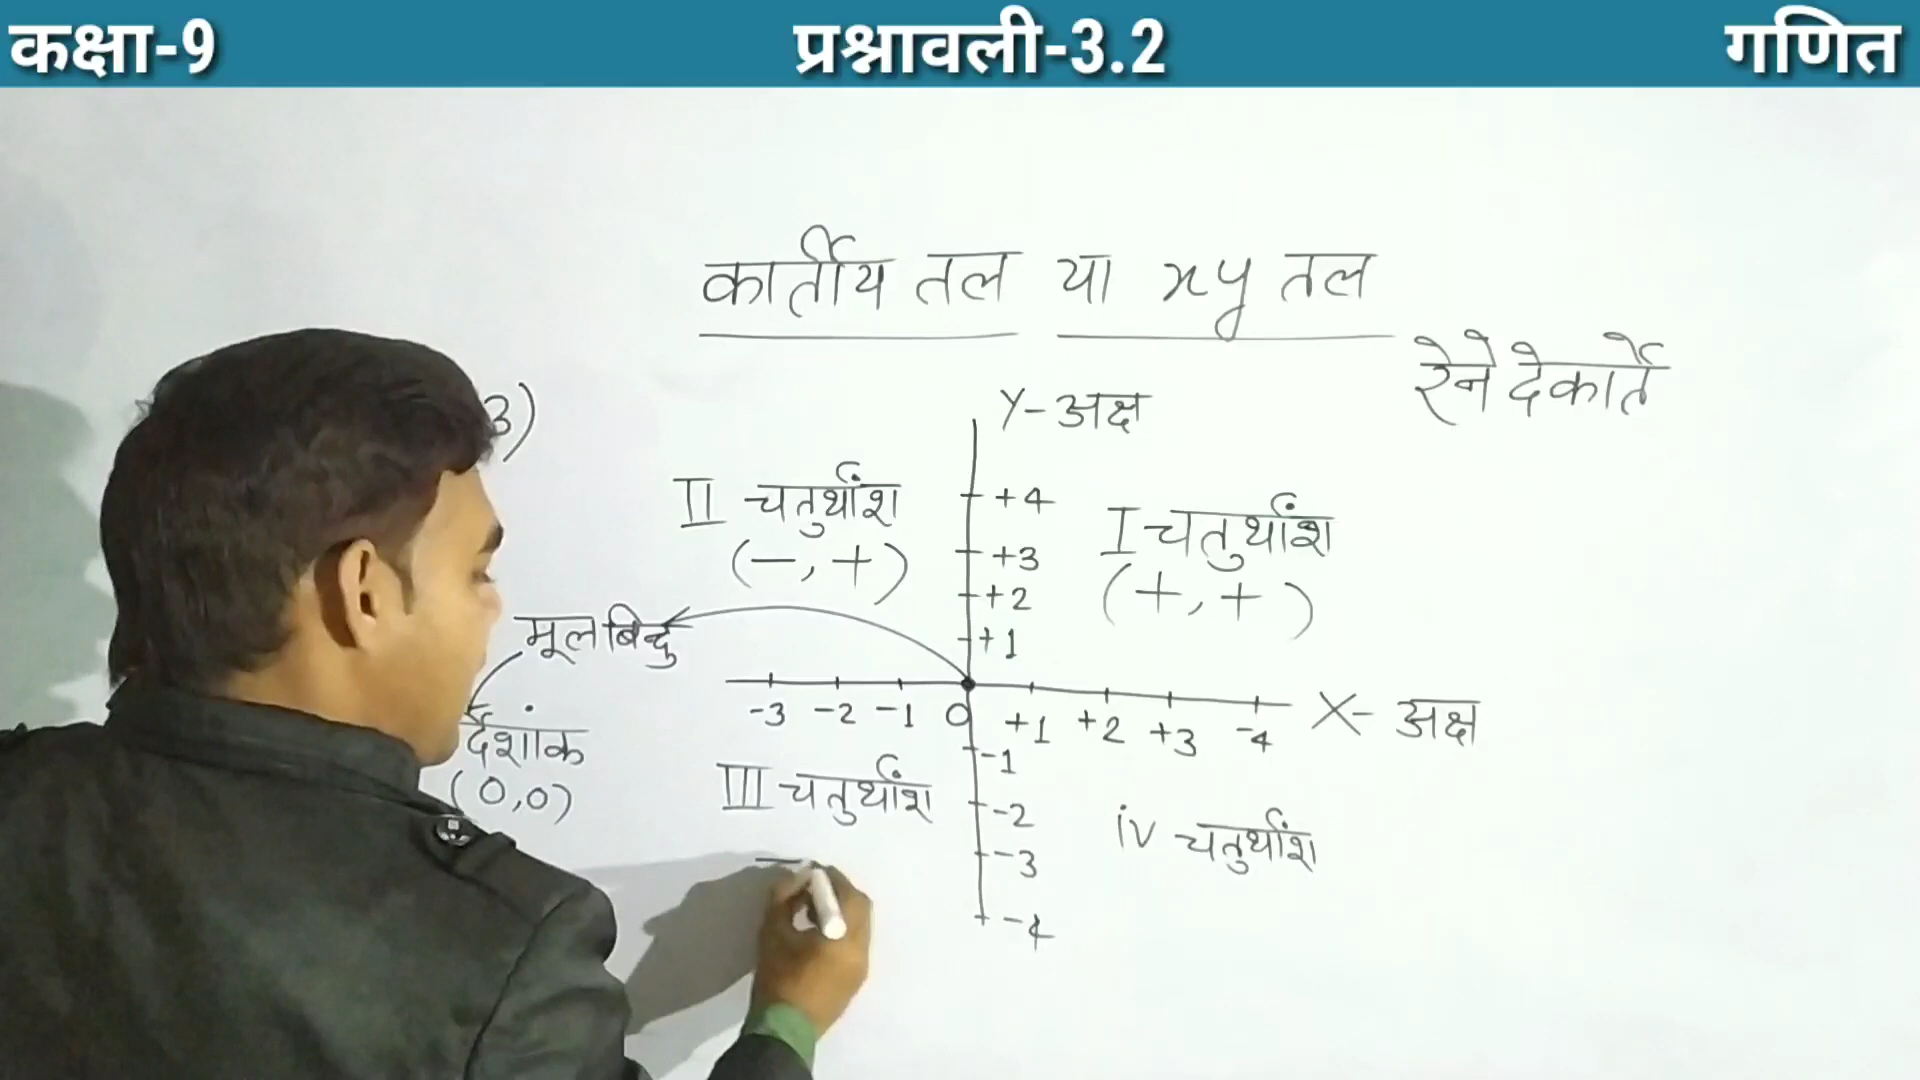 कक्षा-9 प्रश्नावली-3.2 गणित
कार्तीय तल या xy तल
रेने देकार्ते
3)
Y-अक्ष
II चतुर्थांश
(-,+)
I चतुर्थांश
(+,+)
+4
+3
+2
+1
मूलबिन्दु
-3 -2 -1 0 +1 +2 +3 -4 X- अक्ष
(0,0)
III चतुर्थांश
iv चतुर्थांश
-1
-2
-3
-4
-